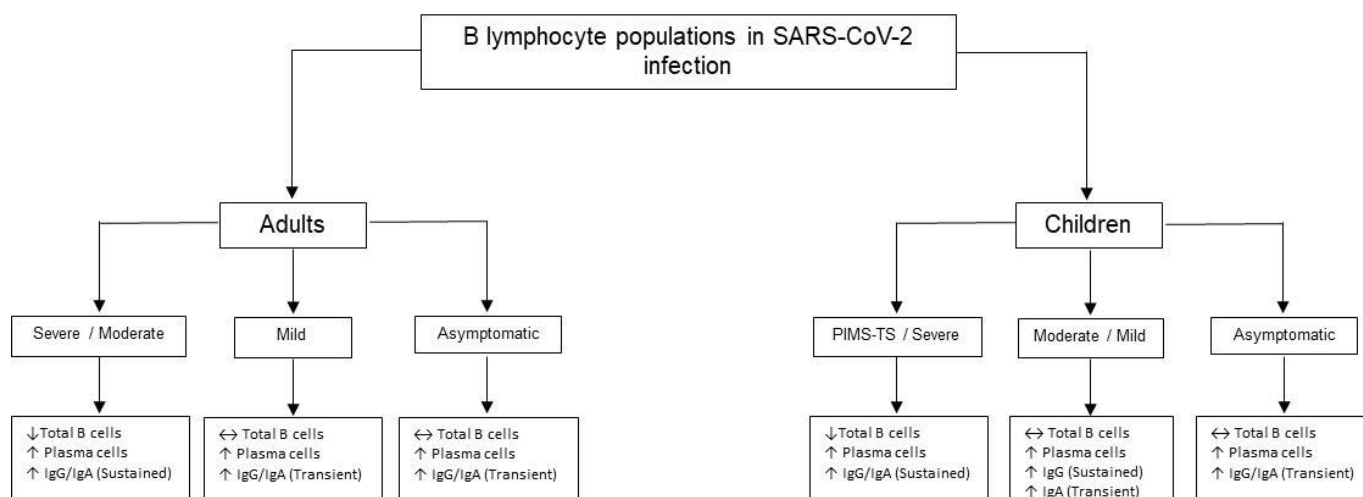 B lymphocyte populations in SARS-CoV-2
infection
Adults
Children
Severe / Moderate
Mild
Asymptomatic
PIMS-TS / Severe
Moderate / Mild
Asymptomatic
↓Total B cells
↑ Plasma cells
↑ IgG/IgA (Sustained)
↔ Total B cells
↑ Plasma cells
↑ IgG/IgA (Transient)
↔ Total B cells
↑ Plasma cells
↑ IgG/IgA (Transient)
↓Total B cells
↑ Plasma cells
↑ IgG/IgA (Sustained)
↔ Total B cells
↑ Plasma cells
↑ IgG (Sustained)
↑ IgA (Transient)
↔ Total B cells
↑ Plasma cells
↑ IgG/IgA (Transient)